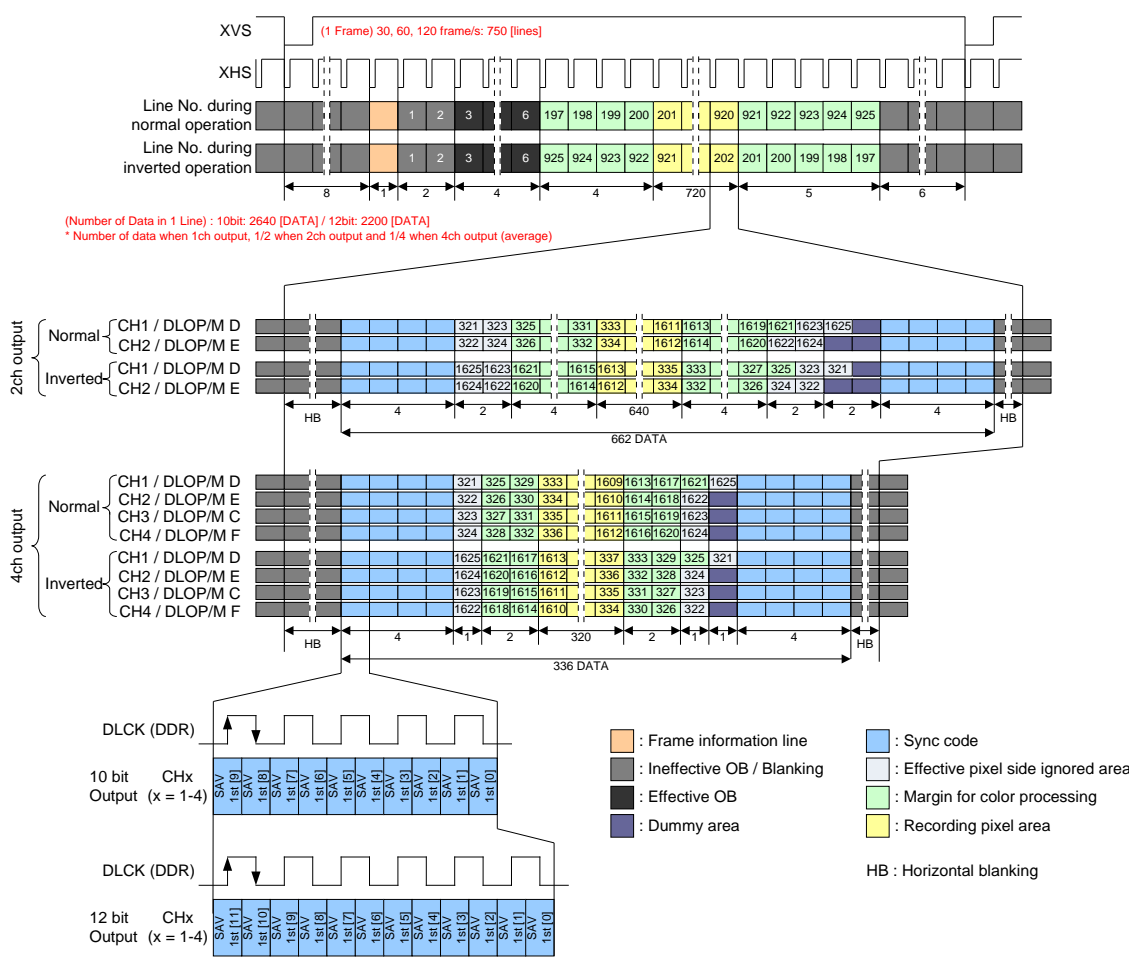 XVS
(1 Frame) 30, 60, 120 frame/s: 750 [lines]
XHS
Line No. during normal operation
1 2 3 6 197 198 199 200 201 920 921 922 923 924 925
Line No. during inverted operation
1 2 3 6 925 924 923 922 921 202 201 200 199 198 197
8 1 2 4 4 720 5 6
(Number of Data in 1 Line) : 10bit: 2640 [DATA] / 12bit: 2200 [DATA]
* Number of data when 1ch output, 1/2 when 2ch output and 1/4 when 4ch output (average)
2ch output
Normal
CH1 / DLOP/M D 321 323 325 331 333 1611 1613 1619 1621 1623 1625
CH2 / DLOP/M E 322 324 326 332 334 1612 1614 1620 1622 1624
Inverted
CH1 / DLOP/M D 1625 1623 1621 1615 1613 335 333 327 325 323 321
CH2 / DLOP/M E 1624 1622 1620 1614 1612 334 332 326 324 322
HB 4 2 4 640 4 2 2 4 HB
662 DATA
4ch output
Normal
CH1 / DLOP/M D 321 325 329 333 1609 1613 1617 1621 1625
CH2 / DLOP/M E 322 326 330 334 1610 1614 1618 1622
CH3 / DLOP/M C 323 327 331 335 1611 1615 1619 1623
CH4 / DLOP/M F 324 328 332 336 1612 1616 1620 1624
Inverted
CH1 / DLOP/M D 1625 1621 1617 1613 337 333 329 325 321
CH2 / DLOP/M E 1624 1620 1616 1612 336 332 328 324
CH3 / DLOP/M C 1623 1619 1615 1611 335 331 327 323
CH4 / DLOP/M F 1622 1618 1614 1610 334 330 326 322
HB 4 1 2 320 2 1 1 4 HB
336 DATA
DLCK (DDR)
10 bit Output CHx (x = 1-4)
SAV 1st [9] SAV 1st [8] SAV 1st [7] SAV 1st [6] SAV 1st [5] SAV 1st [4] SAV 1st [3] SAV 1st [2] SAV 1st [1] SAV 1st [0]
DLCK (DDR)
12 bit Output CHx (x = 1-4)
SAV 1st [11] SAV 1st [10] SAV 1st [9] SAV 1st [8] SAV 1st [7] SAV 1st [6] SAV 1st [5] SAV 1st [4] SAV 1st [3] SAV 1st [2] SAV 1st [1] SAV 1st [0]
: Frame information line
: Ineffective OB / Blanking
: Effective OB
: Dummy area
: Sync code
: Effective pixel side ignored area
: Margin for color processing
: Recording pixel area
HB : Horizontal blanking